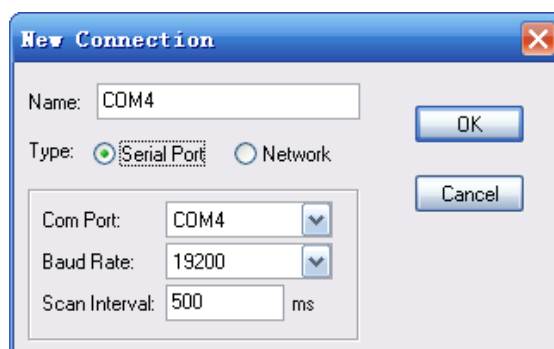 New Connection
Name: COM4
OK
Type: Serial Port Network
Cancel
Com Port: COM4
Baud Rate: 19200
Scan Interval: 500 ms